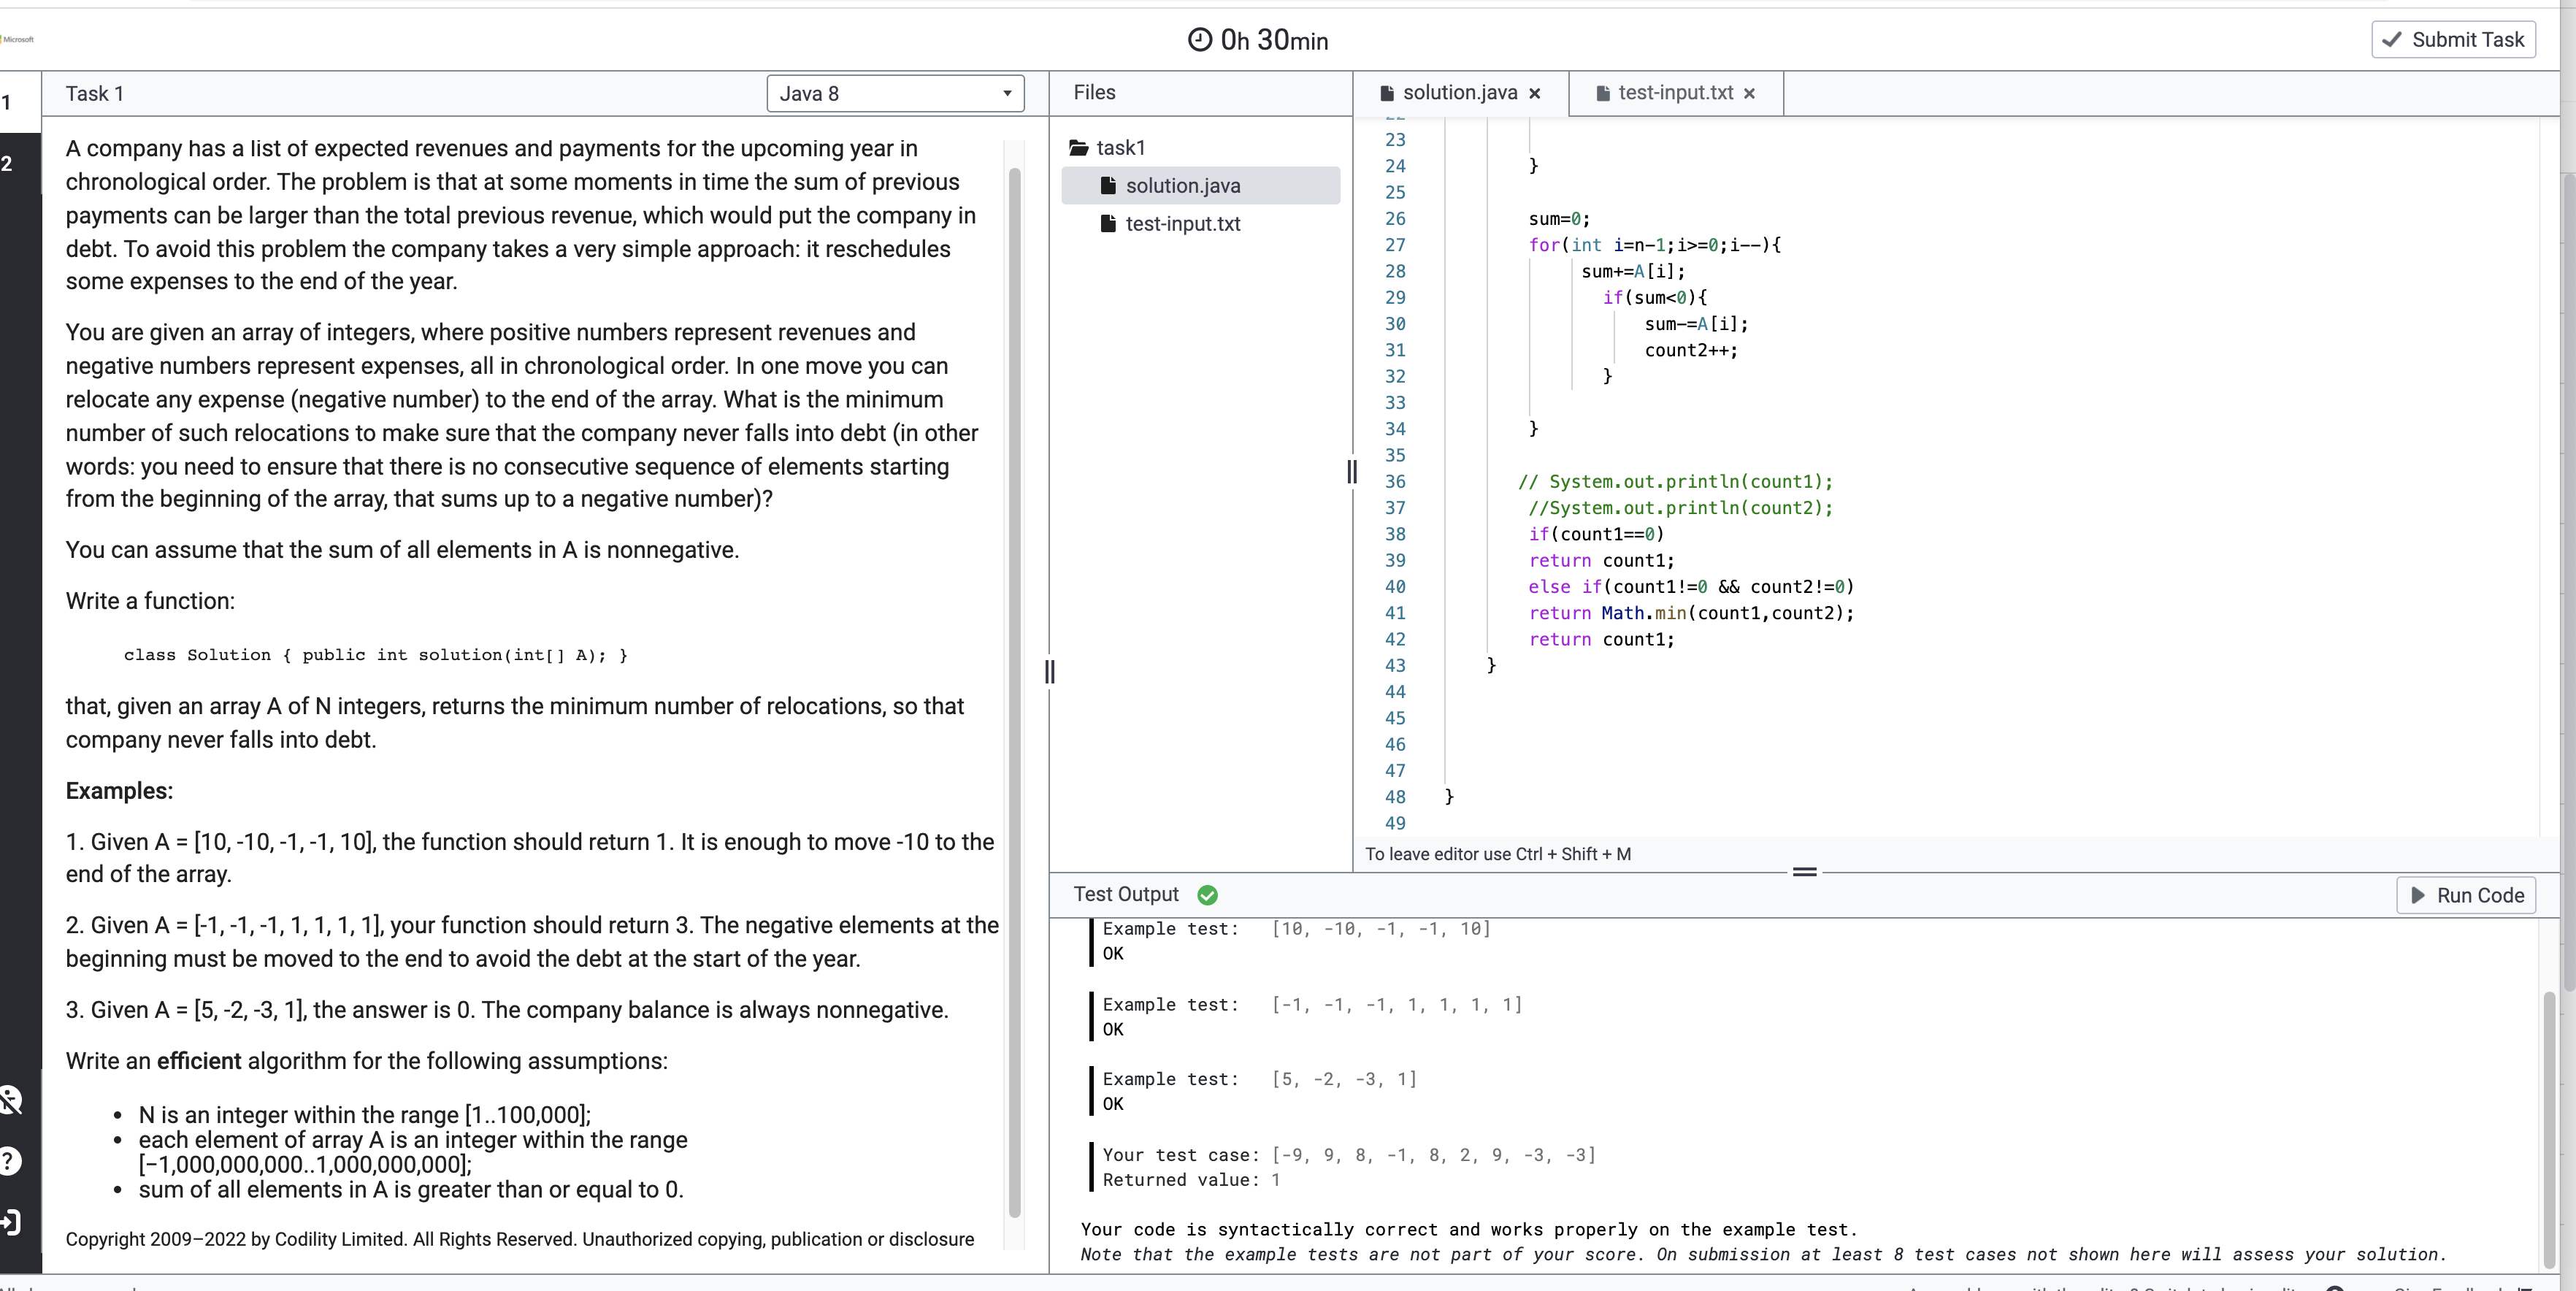 Microsoft
0h 30min
Submit Task
1
2
Task 1
Java 8
A company has a list of expected revenues and payments for the upcoming year in
chronological order. The problem is that at some moments in time the sum of previous
payments can be larger than the total previous revenue, which would put the company in
debt. To avoid this problem the company takes a very simple approach: it reschedules
some expenses to the end of the year.
You are given an array of integers, where positive numbers represent revenues and
negative numbers represent expenses, all in chronological order. In one move you can
relocate any expense (negative number) to the end of the array. What is the minimum
number of such relocations to make sure that the company never falls into debt (in other
words: you need to ensure that there is no consecutive sequence of elements starting
from the beginning of the array, that sums up to a negative number)?
You can assume that the sum of all elements in A is nonnegative.
Write a function:
class Solution { public int solution(int[] A); }
that, given an array A of N integers, returns the minimum number of relocations, so that
company never falls into debt.
Examples:
1. Given A = [10, -10, -1, -1, 10], the function should return 1. It is enough to move -10 to the
end of the array.
2. Given A = [-1, -1, -1, 1, 1, 1, 1], your function should return 3. The negative elements at the
beginning must be moved to the end to avoid the debt at the start of the year.
3. Given A = [5, -2, -3, 1], the answer is 0. The company balance is always nonnegative.
Write an efficient algorithm for the following assumptions:
• N is an integer within the range [1..100,000];
• each element of array A is an integer within the range
[−1,000,000,000..1,000,000,000];
• sum of all elements in A is greater than or equal to 0.
Copyright 2009–2022 by Codility Limited. All Rights Reserved. Unauthorized copying, publication or disclosure
Files
task1
solution.java
test-input.txt
solution.java ×
test-input.txt ×
22
23
24 }
25
26 sum=0;
27 for(int i=n-1;i>=0;i--){
28 sum+=A[i];
29 if(sum<0){
30 sum-=A[i];
31 count2++;
32 }
33
34 }
35
36 // System.out.println(count1);
37 //System.out.println(count2);
38 if(count1==0)
39 return count1;
40 else if(count1!=0 && count2!=0)
41 return Math.min(count1,count2);
42 return count1;
43 }
44
45
46
47
48 }
49
To leave editor use Ctrl + Shift + M
Test Output
Run Code
Example test: [10, -10, -1, -1, 10]
OK
Example test: [-1, -1, -1, 1, 1, 1, 1]
OK
Example test: [5, -2, -3, 1]
OK
Your test case: [-9, 9, 8, -1, 8, 2, 9, -3, -3]
Returned value: 1
Your code is syntactically correct and works properly on the example test.
Note that the example tests are not part of your score. On submission at least 8 test cases not shown here will assess your solution.